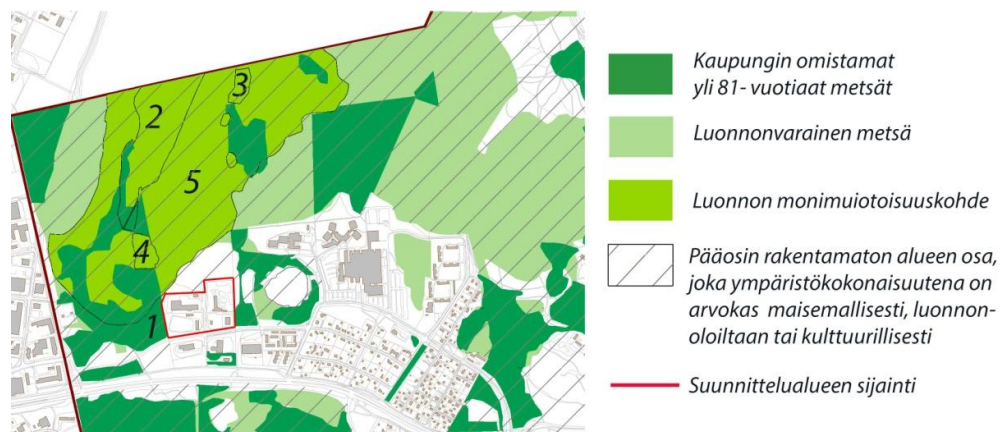 3
2
5
4
1
Kaupungin omistamat
yli 81- vuotiaat metsät
Luonnonvarainen metsä
Luonnon monimuiotoisuuskohde
Pääosin rakentamaton alueen osa,
joka ympäristökokonaisuutena on
arvokas maisemallisesti, luonnon-
oloiltaan tai kulttuurillisesti
Suunnittelualueen sijainti